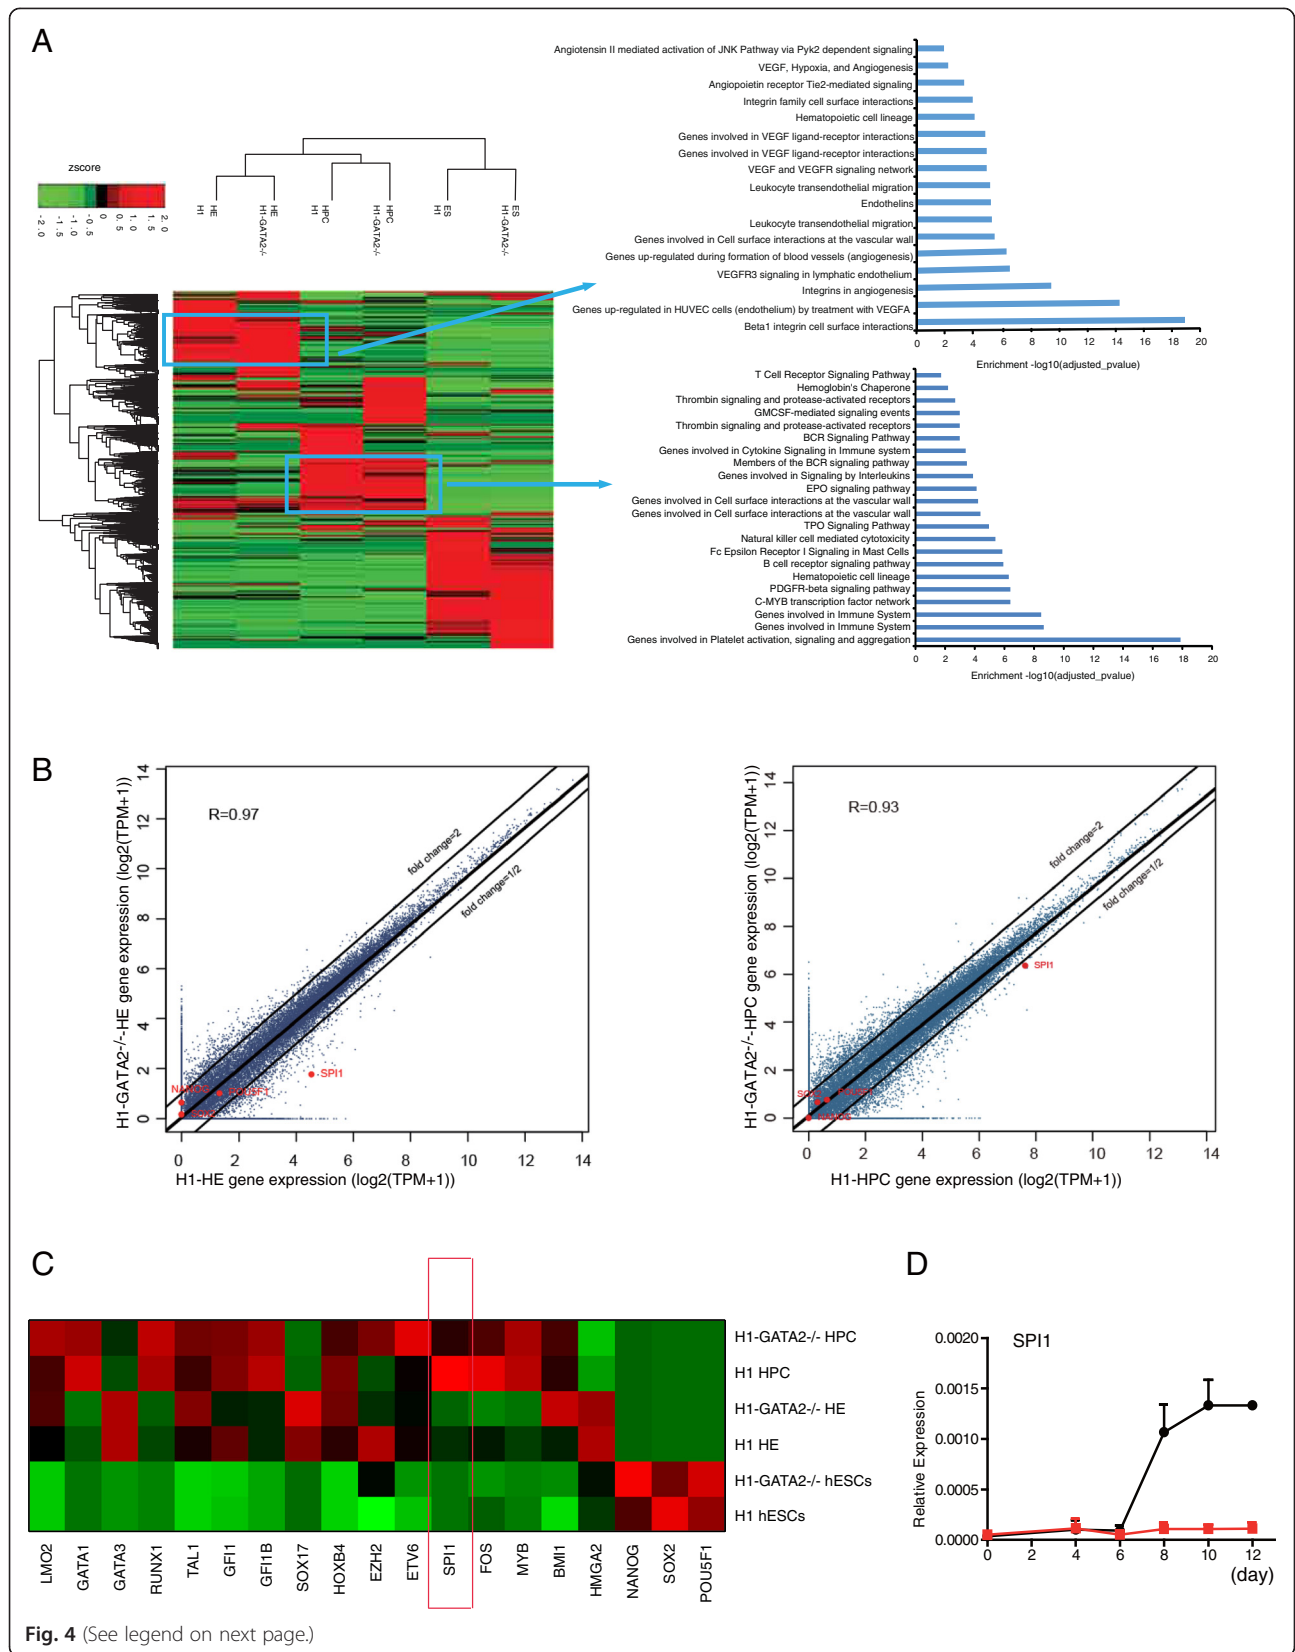 A
zscore
-2.0 -1.5 -0.5 0 0.5 1.0 1.5 2.0
H1 HE
H1-GATA2-/- HE
H1 HPC
H1-GATA2-/- HPC
H1 ES
H1-GATA2-/- ES
Angiotensin II mediated activation of JNK Pathway via Pyk2 dependent signaling
VEGF, Hypoxia, and Angiogenesis
Angiopoietin receptor Tie2-mediated signaling
Integrin family cell surface interactions
Hematopoietic cell lineage
Genes involved in VEGF ligand-receptor interactions
Genes involved in VEGF ligand-receptor interactions
VEGF and VEGFR signaling network
Leukocyte transendothelial migration
Endothelins
Leukocyte transendothelial migration
Genes involved in Cell surface interactions at the vascular wall
Genes up-regulated during formation of blood vessels (angiogenesis)
VEGFR3 signaling in lymphatic endothelium
Integrins in angiogenesis
Genes up-regulated in HUVEC cells (endothelium) by treatment with VEGFA
Beta1 integrin cell surface interactions
0 2 4 6 8 10 12 14 16 18 20
Enrichment -log10(adjusted_pvalue)
T Cell Receptor Signaling Pathway
Hemoglobin's Chaperone
Thrombin signaling and protease-activated receptors
GMCSF-mediated signaling events
Thrombin signaling and protease-activated receptors
BCR Signaling Pathway
Genes involved in Cytokine Signaling in Immune system
Members of the BCR signaling pathway
Genes involved in Signaling by Interleukins
EPO signaling pathway
Genes involved in Cell surface interactions at the vascular wall
Genes involved in Cell surface interactions at the vascular wall
TPO Signaling Pathway
Natural killer cell mediated cytotoxicity
Fc Epsilon Receptor I Signaling in Mast Cells
B cell receptor signaling pathway
Hematopoietic cell lineage
PDGFR-beta signaling pathway
C-MYB transcription factor network
Genes involved in Immune System
Genes involved in Immune System
Genes involved in Platelet activation, signaling and aggregation
0 2 4 6 8 10 12 14 16 18 20
Enrichment -log10(adjusted_pvalue)
B
H1-GATA2-/--HE gene expression (log2(TPM+1))
14
12
10
8
6
4
2
0
R=0.97
fold change=2
fold change=1/2
SPI1
NANOG
POU5F1
SOX2
0 2 4 6 8 10 12 14
H1-HE gene expression (log2(TPM+1))
H1-GATA2-/--HPC gene expression (log2(TPM+1))
14
12
10
8
6
4
2
0
R=0.93
fold change=2
fold change=1/2
SPI1
SOX2
POU5F1
NANOG
0 2 4 6 8 10 12 14
H1-HPC gene expression (log2(TPM+1))
C
H1-GATA2-/- HPC
H1 HPC
H1-GATA2-/- HE
H1 HE
H1-GATA2-/- hESCs
H1 hESCs
LMO2 GATA1 GATA3 RUNX1 TAL1 GFI1 GFI1B SOX17 HOXB4 EZH2 ETV6 SPI1 FOS MYB BMI1 HMGA2 NANOG SOX2 POU5F1
D
SPI1
Relative Expression
0.0020
0.0015
0.0010
0.0005
0.0000
0 4 6 8 10 12
(day)
Fig. 4 (See legend on next page.)